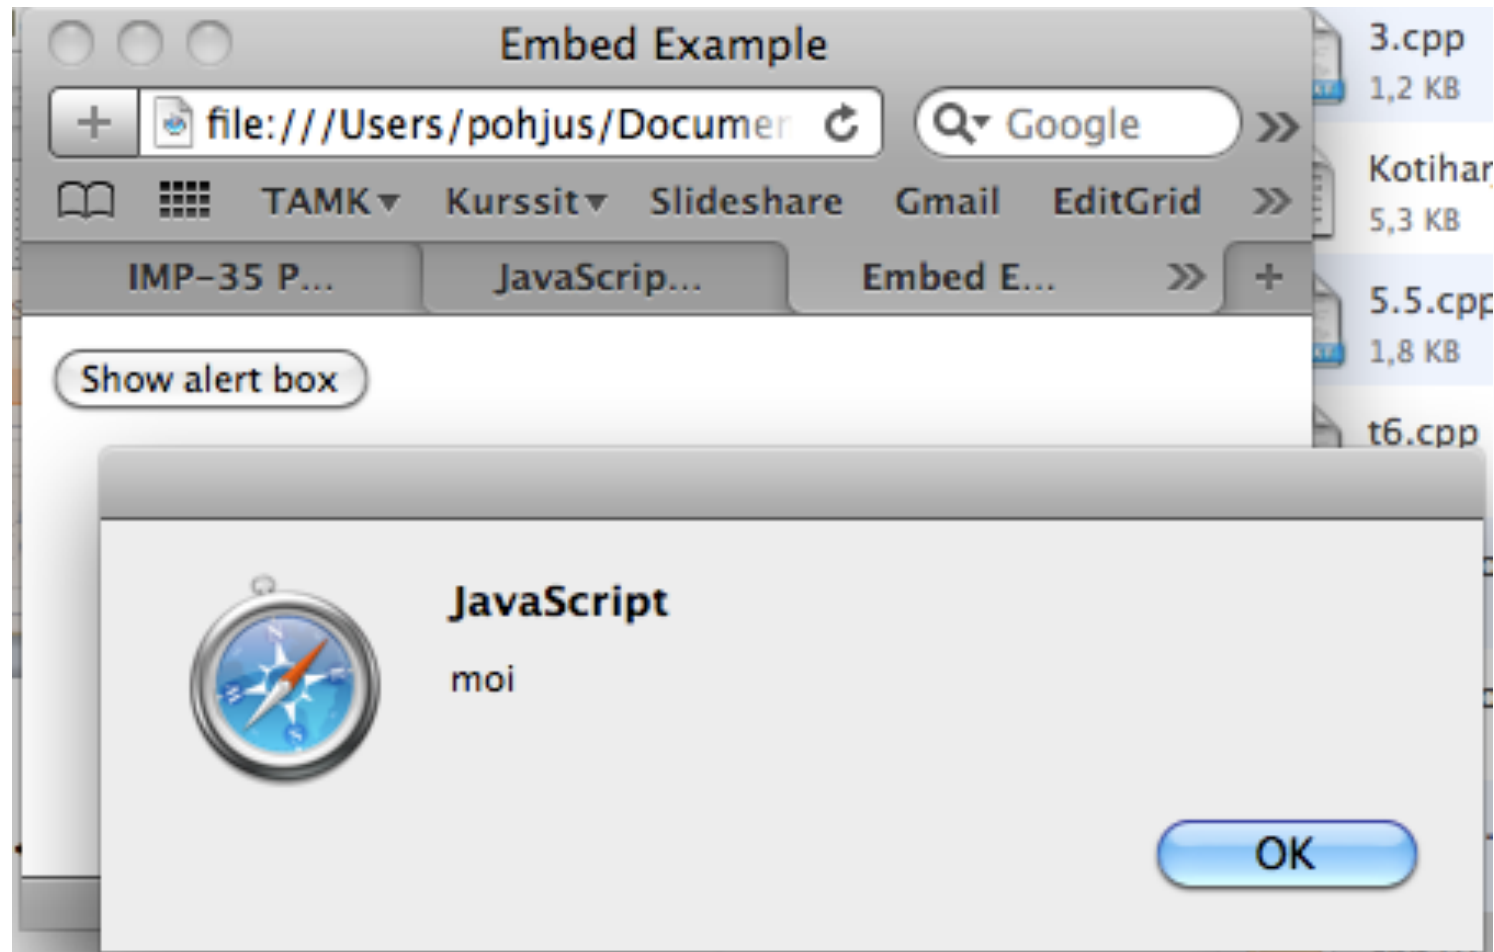 Embed Example
file:///Users/pohjus/Documen
Google
TAMK Kurssit Slideshare Gmail EditGrid
IMP-35 P... JavaScrip... Embed E...
Show alert box
JavaScript
moi
OK
3.cpp
1,2 KB
Kotihar
5,3 KB
5.5.cpp
1,8 KB
t6.cpp